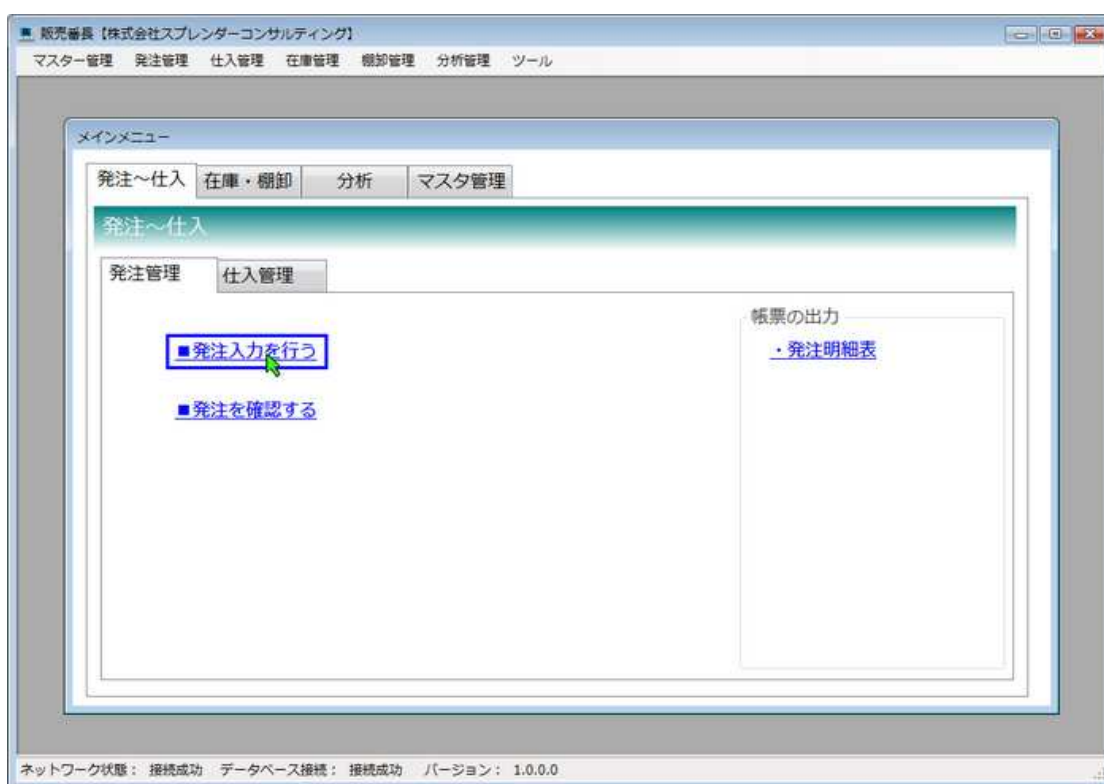 販売番長【株式会社スプレンダーコンサルティング】
マスター管理 発注管理 仕入管理 在庫管理 棚卸管理 分析管理 ツール
メインメニュー
発注～仕入 在庫・棚卸 分析 マスタ管理
発注～仕入
発注管理 仕入管理
帳票の出力
■発注入力を行う ・発注明細表
■発注を確認する
ネットワーク状態： 接続成功 データベース接続： 接続成功 バージョン： 1.0.0.0